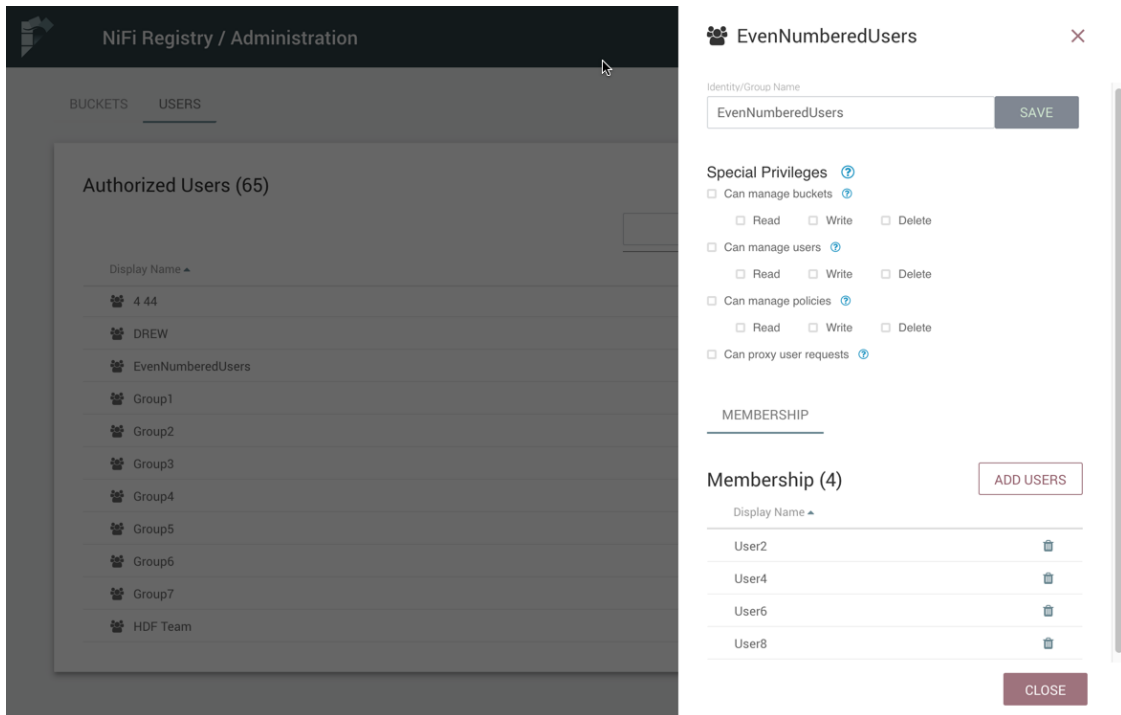 NiFi Registry / Administration
BUCKETS USERS
Authorized Users (65)
Display Name
4 44
DREW
EvenNumberedUsers
Group1
Group2
Group3
Group4
Group5
Group6
Group7
HDF Team
EvenNumberedUsers
Identity/Group Name
EvenNumberedUsers SAVE
Special Privileges ?
Can manage buckets ?
Read Write Delete
Can manage users ?
Read Write Delete
Can manage policies ?
Read Write Delete
Can proxy user requests ?
MEMBERSHIP
Membership (4) ADD USERS
Display Name
User2
User4
User6
User8
CLOSE